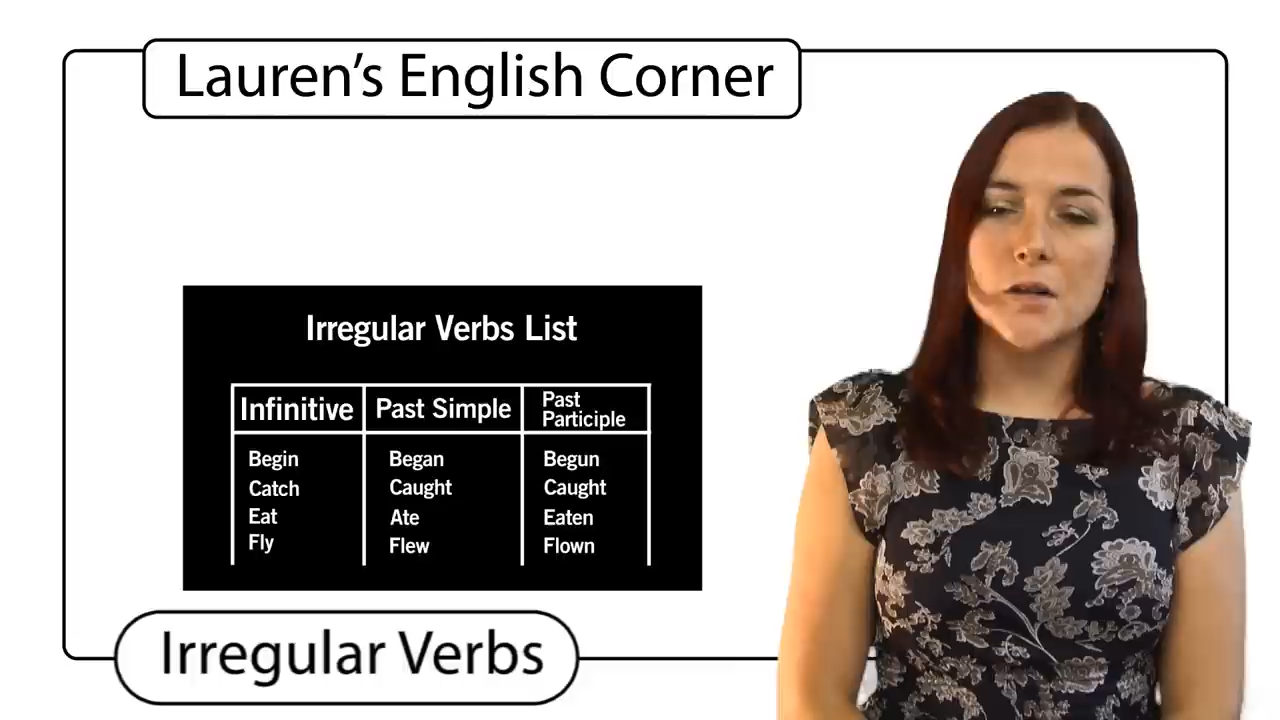 Lauren's English Corner
Irregular Verbs List
Infinitive Past Simple Past Participle
Begin Began Begun
Catch Caught Caught
Eat Ate Eaten
Fly Flew Flown
Irregular Verbs